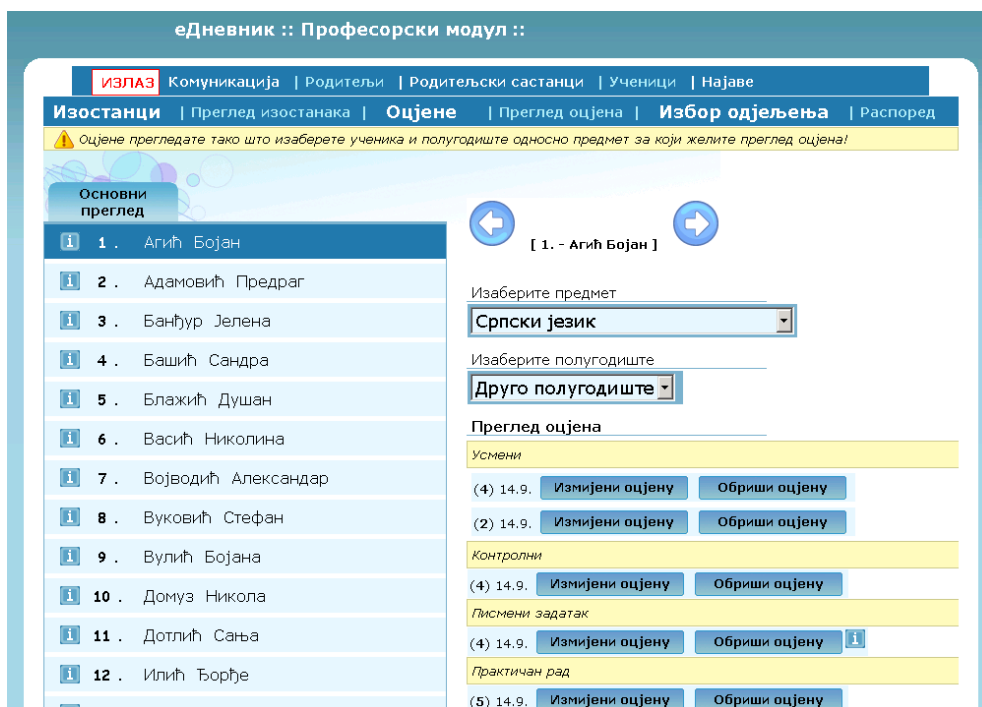 еДневник :: Професорски модул ::
ИЗЛАЗ Комуникација | Родитељи | Родитељски састанци | Ученици | Најаве
Изостанци | Преглед изостанака | Оцјене | Преглед оцјена | Избор одјељења | Распоред
Оцјене прегледате тако што изаберете ученика и полугодиште односно предмет за који желите преглед оцјена!
Основни
преглед
1 . Агић Бојан
2 . Адамовић Предраг
3 . Банђур Јелена
4 . Башић Сандра
5 . Блажић Душан
6 . Васић Николина
7 . Војводић Александар
8 . Вуковић Стефан
9 . Вулић Бојана
10 . Домуз Никола
11 . Дотлић Сања
12 . Илић Ђорђе
[ 1. - Агић Бојан ]
Изаберите предмет
Српски језик
Изаберите полугодиште
Друго полугодиште
Преглед оцјена
Усмени
(4) 14.9. Измијени оцјену Обриши оцјену
(2) 14.9. Измијени оцјену Обриши оцјену
Контролни
(4) 14.9. Измијени оцјену Обриши оцјену
Писмени задатак
(4) 14.9. Измијени оцјену Обриши оцјену
Практичан рад
(5) 14.9. Измијени оцјену Обриши оцјену